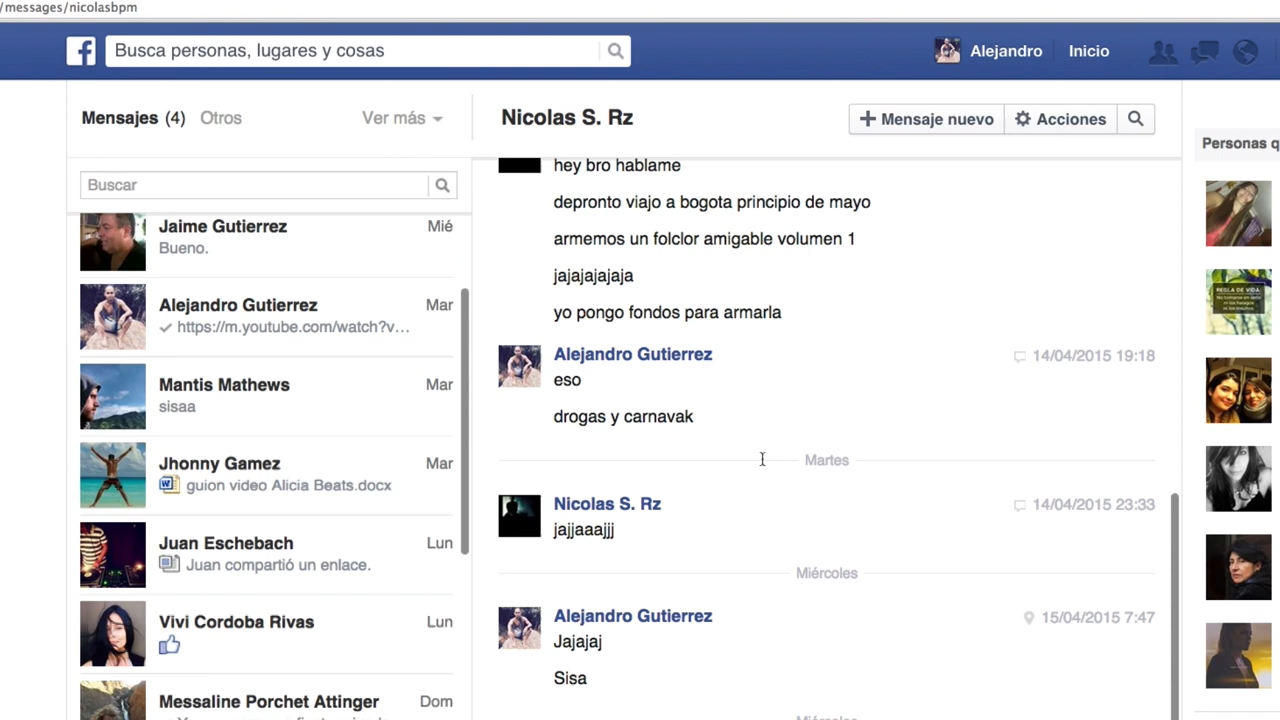 /messages/nicolasbpm
Busca personas, lugares y cosas
Alejandro
Inicio
Mensajes (4)
Otros
Ver más
Buscar
Jaime Gutierrez
Mié
Bueno.
Alejandro Gutierrez
Mar
https://m.youtube.com/watch?v...
Mantis Mathews
Mar
sisaa
Jhonny Gamez
Mar
guion video Alicia Beats.docx
Juan Eschebach
Lun
Juan compartió un enlace.
Vivi Cordoba Rivas
Lun
Messaline Porchet Attinger
Dom
Nicolas S. Rz
Mensaje nuevo
Acciones
hey bro hablame
depronto viajo a bogota principio de mayo
armemos un folclor amigable volumen 1
jajajajajaja
yo pongo fondos para armarla
Alejandro Gutierrez
14/04/2015 19:18
eso
drogas y carnavak
Martes
Nicolas S. Rz
14/04/2015 23:33
jajjaaajjj
Miércoles
Alejandro Gutierrez
15/04/2015 7:47
Jajajaj
Sisa
Miércoles
Personas q
REGLA DE VIDA: